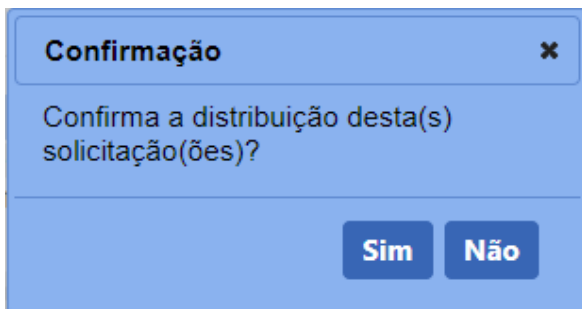 Confirmação
Confirma a distribuição desta(s)
solicitação(ões)?
Sim Não